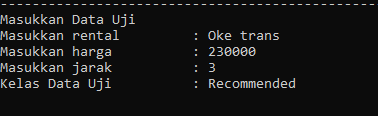 ------------------------------------------------
Masukkan Data Uji
Masukkan rental : Oke trans
Masukkan harga : 230000
Masukkan jarak : 3
Kelas Data Uji : Recommended